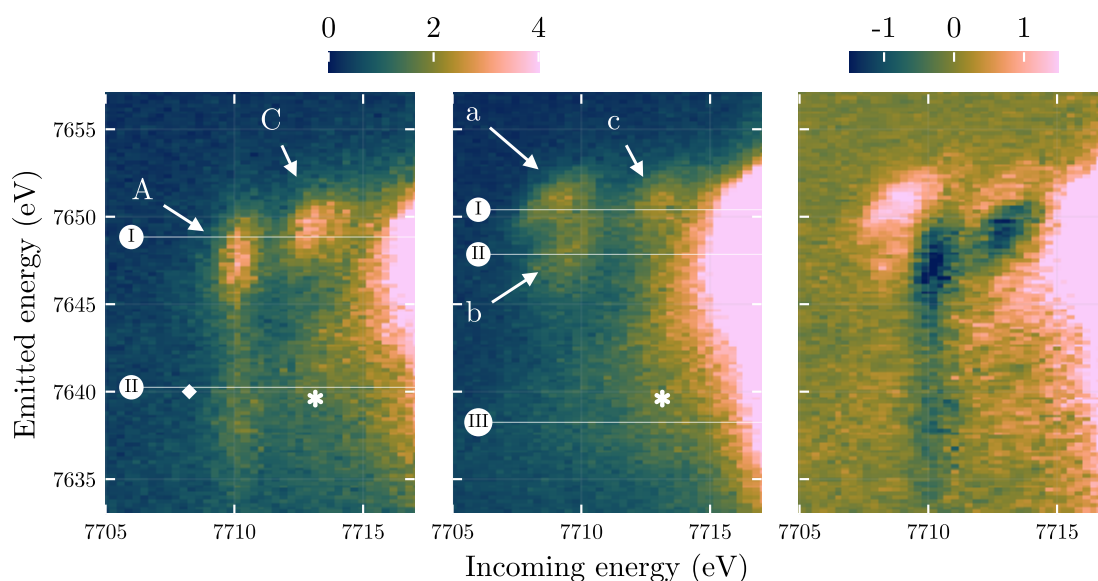 0 2 4
-1 0 1
Emitted energy (eV)
7655
7650
7645
7640
7635
A
C
I
II
a
c
I
II
b
III
7705 7710 7715
7705 7710 7715
7705 7710 7715
Incoming energy (eV)